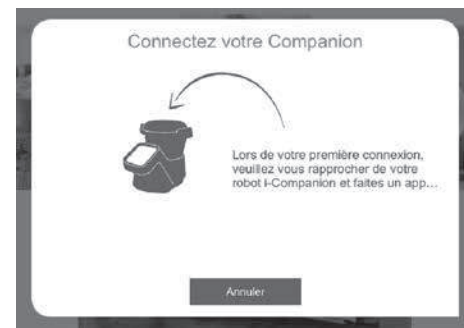 Connectez votre Companion
Lors de votre première connexion,
veuillez vous rapprocher de votre
robot i-Companion et faites un app...
Annuler